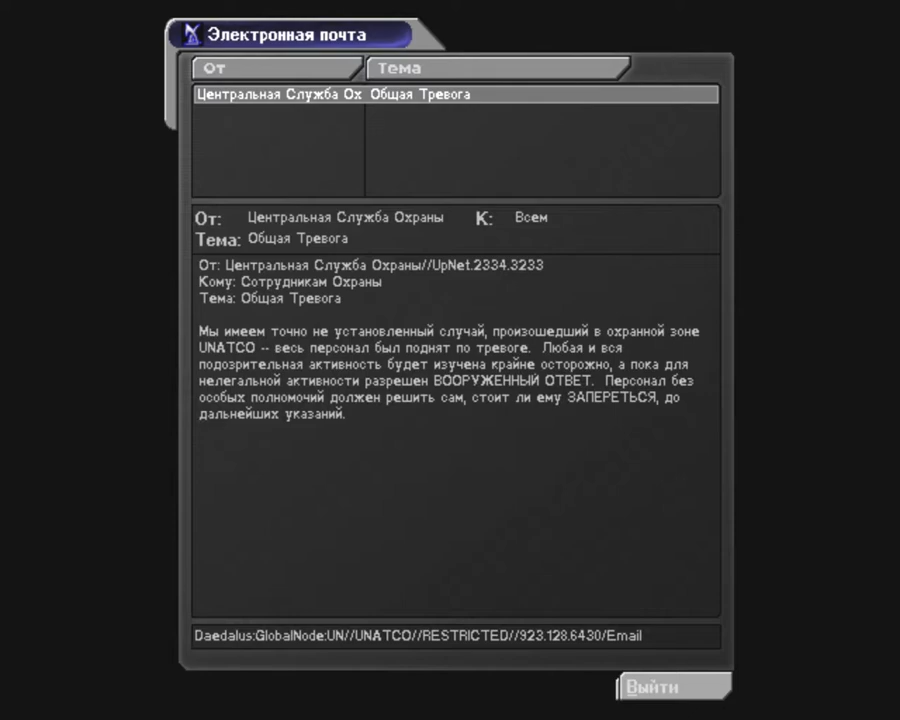 Электронная почта
От Тема
Центральная Служба Ох Общая Тревога
От: Центральная Служба Охраны К: Всем
Тема: Общая Тревога
От: Центральная Служба Охраны//UpNet.2334.3233
Кому: Сотрудникам Охраны
Тема: Общая Тревога
Мы имеем точно не установленный случай, произошедший в охранной зоне
UNATCO -- весь персонал был поднят по тревоге. Любая и вся
подозрительная активность будет изучена крайне осторожно, а пока для
нелегальной активности разрешен ВООРУЖЕННЫЙ ОТВЕТ. Персонал без
особых полномочий должен решить сам, стоит ли ему ЗАПЕРЕТЬСЯ, до
дальнейших указаний.
Daedalus:GlobalNode:UN//UNATCO//RESTRICTED//923.128.6430/Email
Выйти